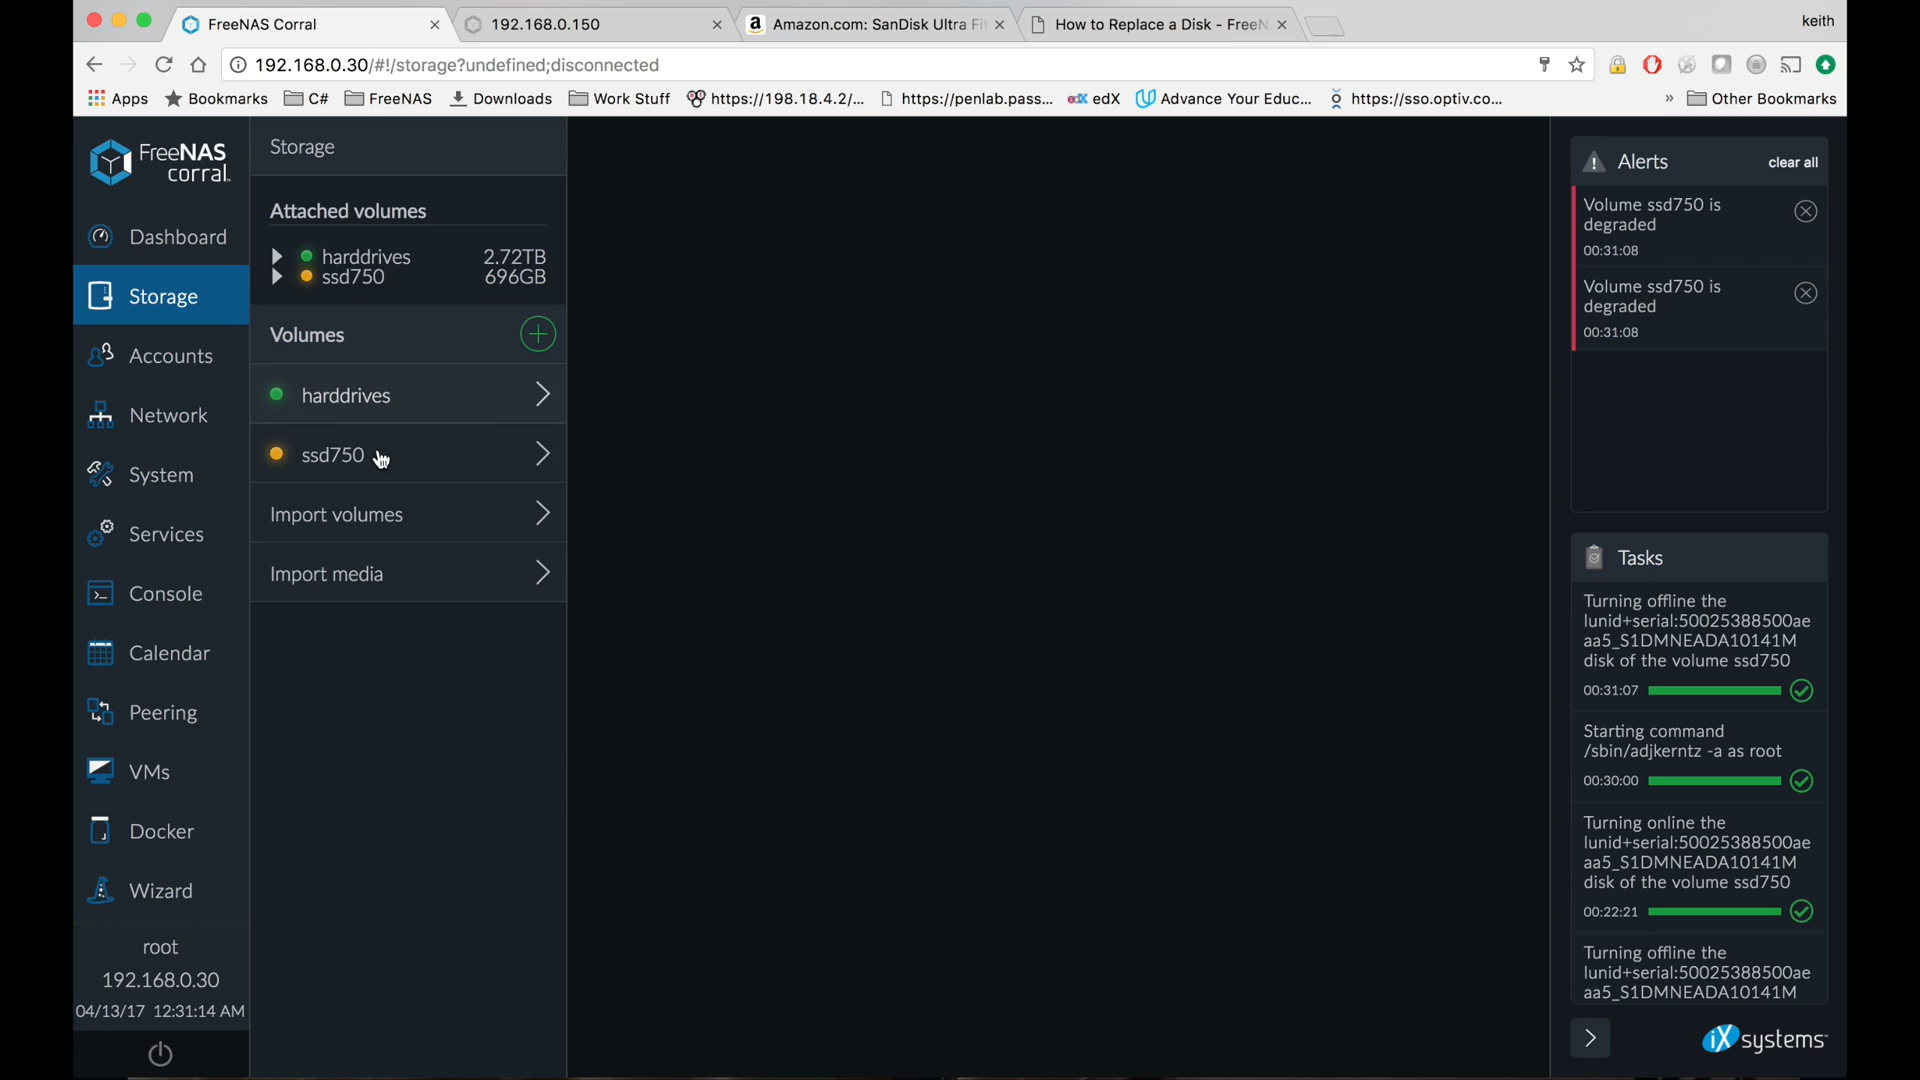 FreeNAS Corral
192.168.0.150
Amazon.com: SanDisk Ultra Fit
How to Replace a Disk - FreeN
keith
192.168.0.30/#!/storage?undefined;disconnected
Apps
Bookmarks
C#
FreeNAS
Downloads
Work Stuff
https://198.18.4.2/...
https://penlab.pass...
edX
edX
Advance Your Educ...
https://sso.optiv.co...
»
Other Bookmarks
FreeNAS
corral™
Dashboard
Storage
Accounts
Network
System
Services
Console
Calendar
Peering
VMs
Docker
Wizard
root
192.168.0.30
04/13/17 12:31:14 AM
Storage
Attached volumes
harddrives 2.72TB
ssd750 696GB
Volumes
harddrives
ssd750
Import volumes
Import media
Alerts
clear all
Volume ssd750 is
degraded
00:31:08
Volume ssd750 is
degraded
00:31:08
Tasks
Turning offline the
lunid+serial:50025388500ae
aa5_S1DMNEADA10141M
disk of the volume ssd750
00:31:07
Starting command
/sbin/adjkerntz -a as root
00:30:00
Turning online the
lunid+serial:50025388500ae
aa5_S1DMNEADA10141M
disk of the volume ssd750
00:22:21
Turning offline the
lunid+serial:50025388500ae
aa5_S1DMNEADA10141M
iXsystems